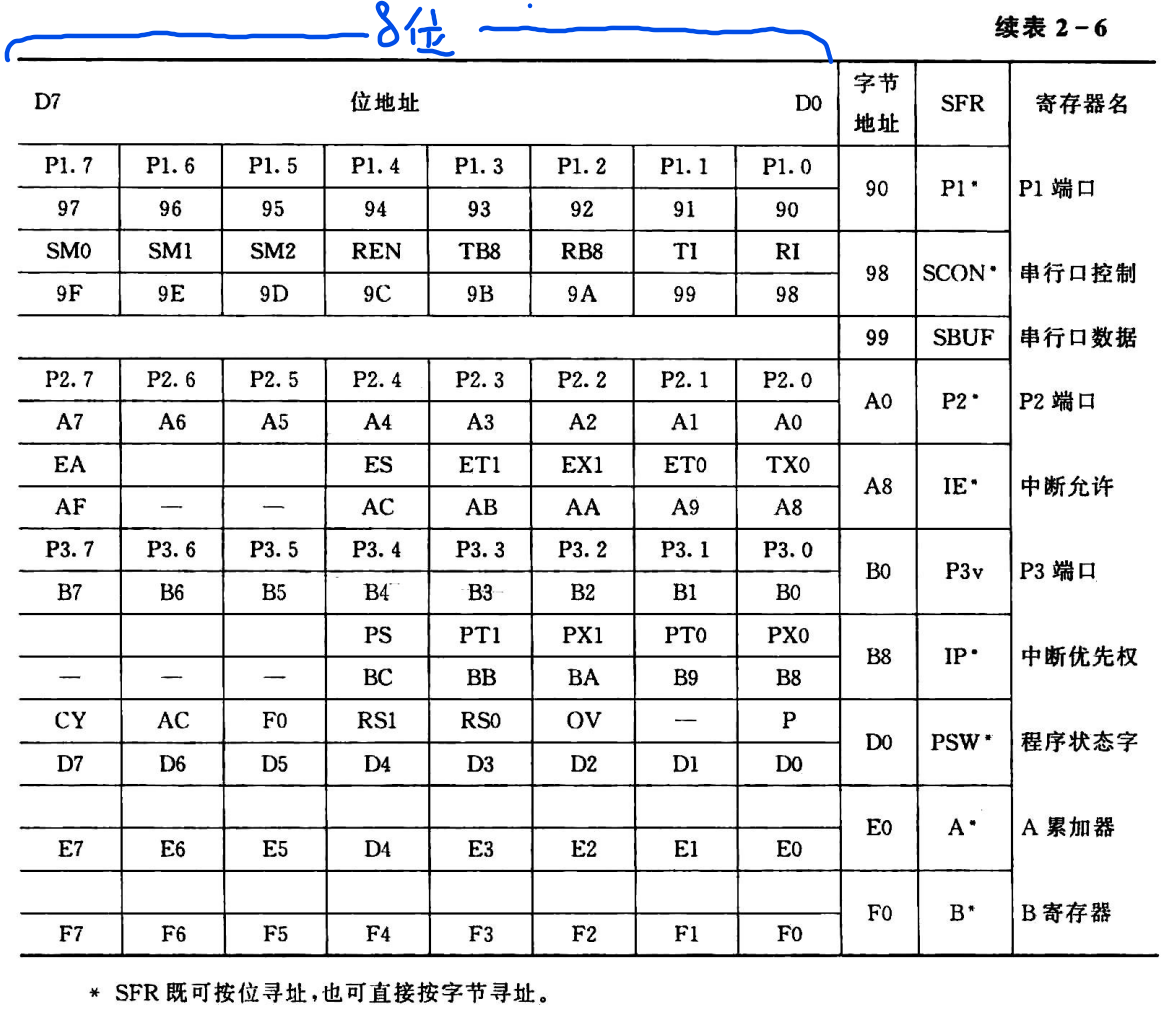 8位
续表 2-6
D7 位地址 D0 字节地址 SFR 寄存器名
P1.7 P1.6 P1.5 P1.4 P1.3 P1.2 P1.1 P1.0 90 P1* P1 端口
97 96 95 94 93 92 91 90
SM0 SM1 SM2 REN TB8 RB8 TI RI 98 SCON* 串行口控制
9F 9E 9D 9C 9B 9A 99 98
99 SBUF 串行口数据
P2.7 P2.6 P2.5 P2.4 P2.3 P2.2 P2.1 P2.0 A0 P2* P2 端口
A7 A6 A5 A4 A3 A2 A1 A0
EA ES ET1 EX1 ET0 TX0 A8 IE* 中断允许
AF — — AC AB AA A9 A8
P3.7 P3.6 P3.5 P3.4 P3.3 P3.2 P3.1 P3.0 B0 P3v P3 端口
B7 B6 B5 B4 B3 B2 B1 B0
PS PT1 PX1 PT0 PX0 B8 IP* 中断优先权
— — — BC BB BA B9 B8
CY AC F0 RS1 RS0 OV — P D0 PSW* 程序状态字
D7 D6 D5 D4 D3 D2 D1 D0
E0 A* A 累加器
E7 E6 E5 D4 E3 E2 E1 E0
F0 B* B 寄存器
F7 F6 F5 F4 F3 F2 F1 F0
* SFR 既可按位寻址,也可直接按字节寻址。